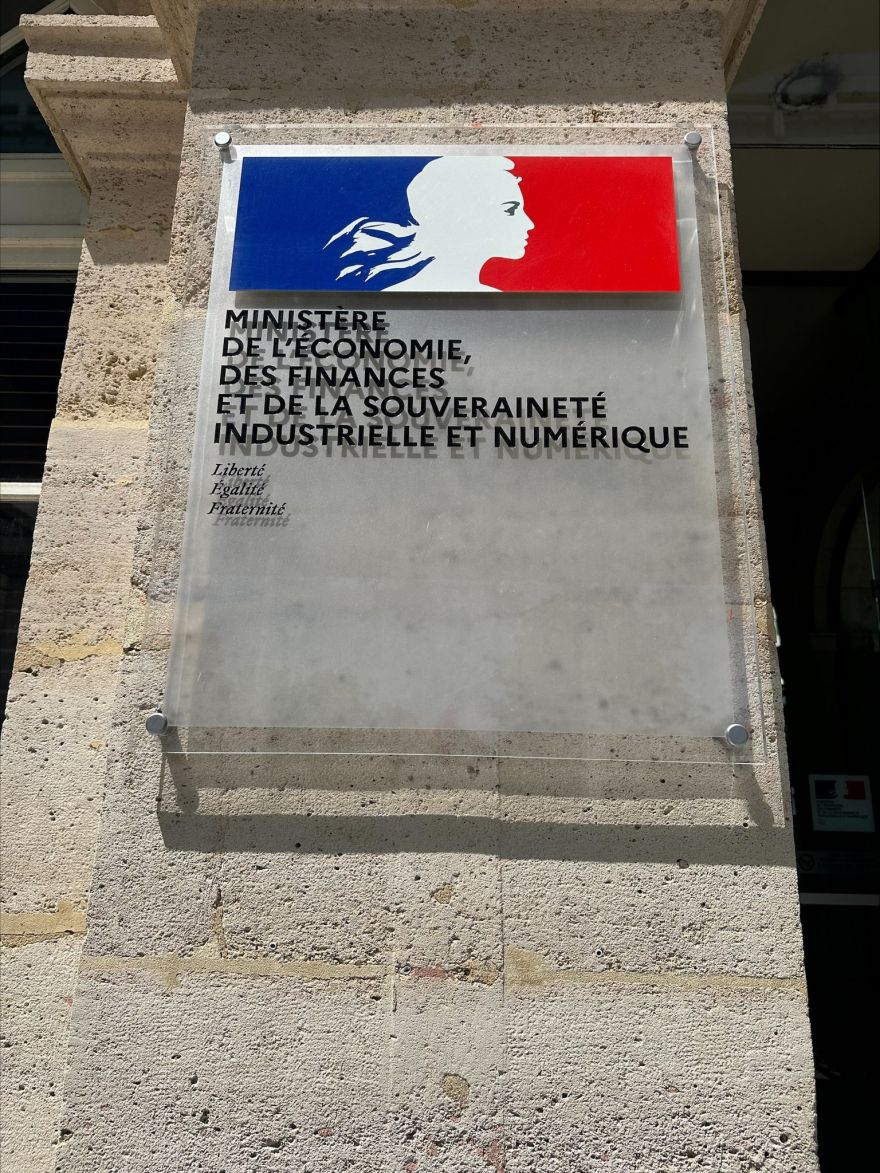 MINISTÈRE
DE L'ÉCONOMIE,
DES FINANCES
ET DE LA SOUVERAINETÉ
INDUSTRIELLE ET NUMÉRIQUE
Liberté
Égalité
Fraternité